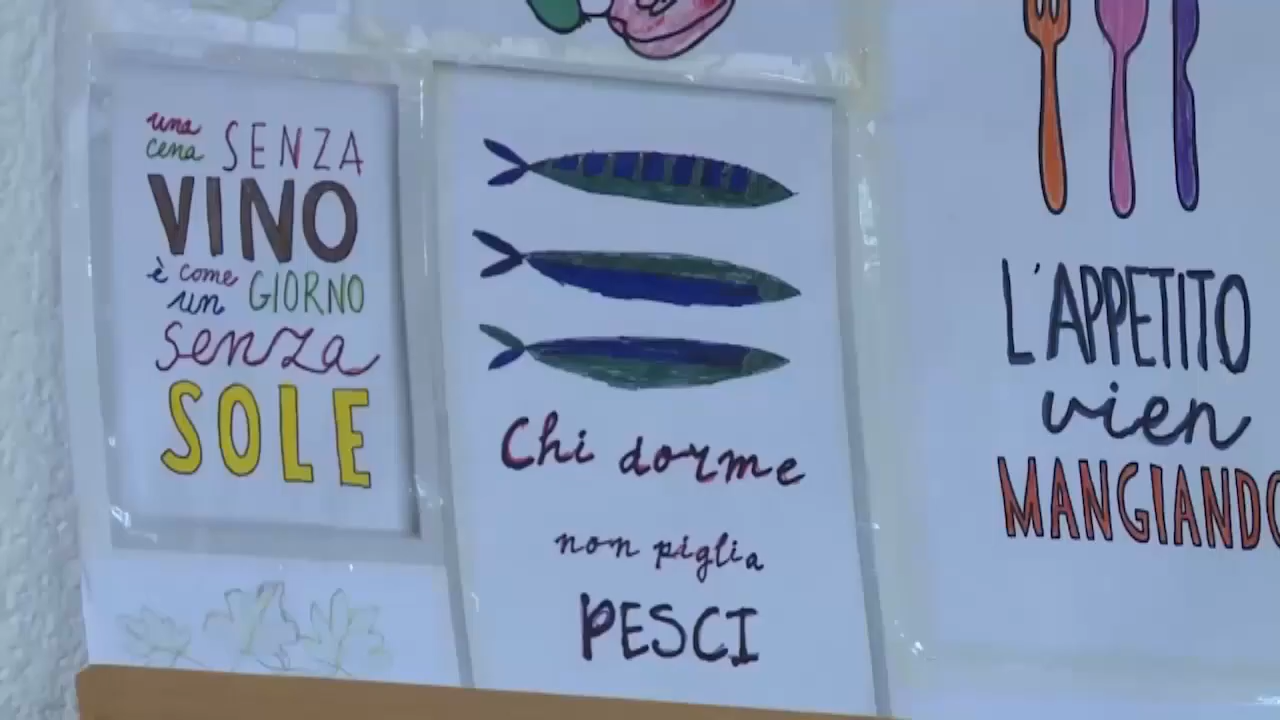 una
cena SENZA
VINO
è come
un GIORNO
senza
SOLE
Chi dorme
non piglia
PESCI
L'APPETITO
vien
MANGIANDO